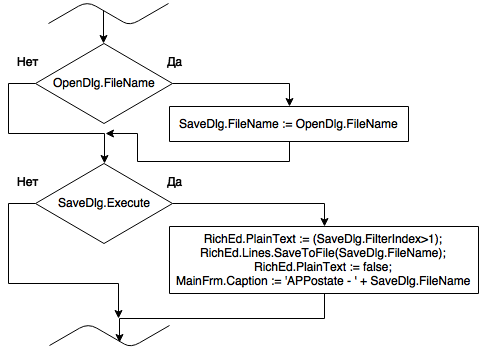 Нет
Да
OpenDlg.FileName
SaveDlg.FileName := OpenDlg.FileName
Нет
Да
SaveDlg.Execute
RichEd.PlainText := (SaveDlg.FilterIndex>1);
RichEd.Lines.SaveToFile(SaveDlg.FileName);
RichEd.PlainText := false;
MainFrm.Caption := 'APPostate - ' + SaveDlg.FileName